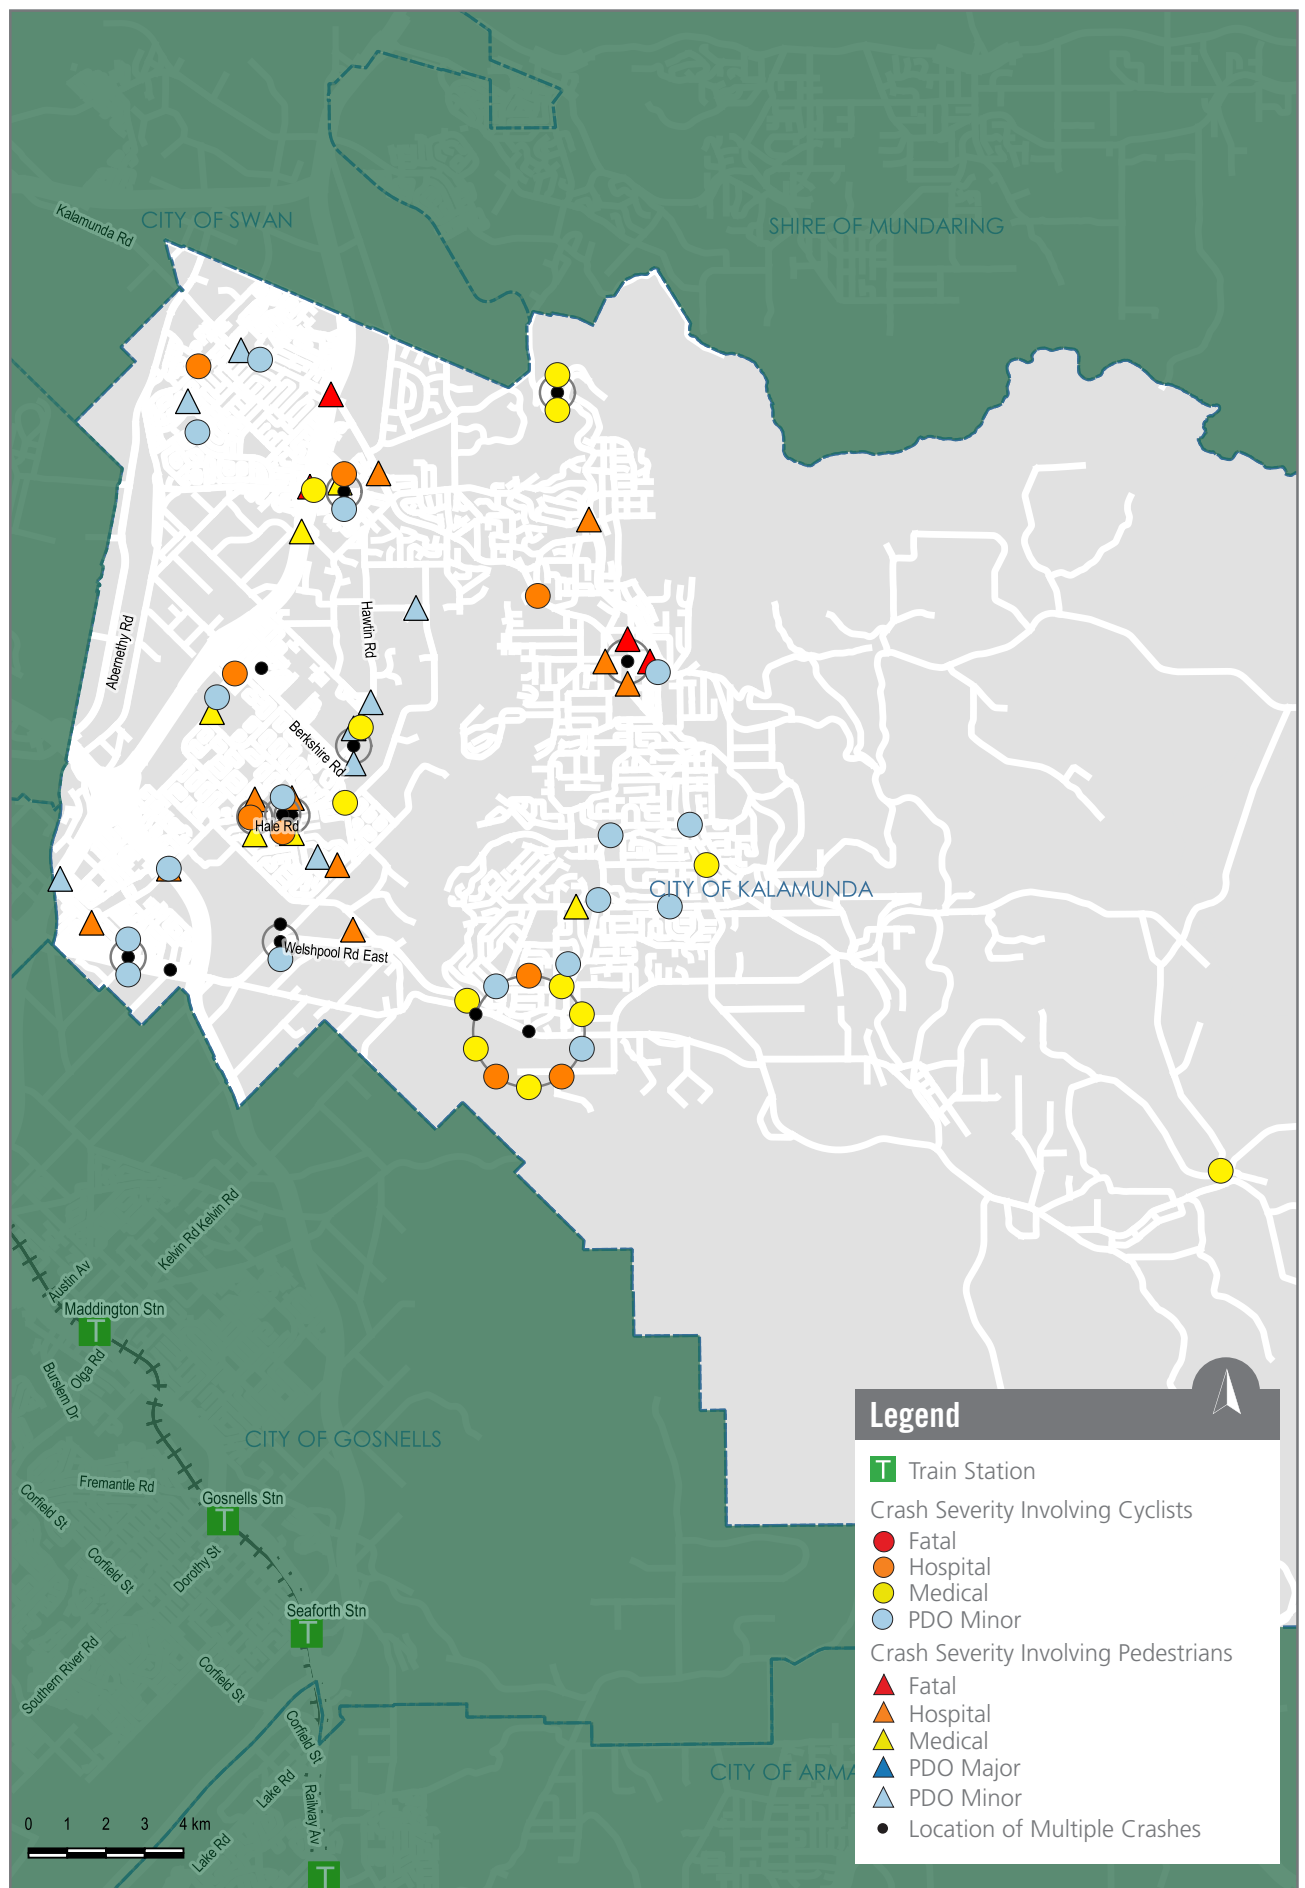 Kalamunda Rd
CITY OF SWAN
SHIRE OF MUNDARING
Abernethy Rd
Hawtin Rd
Berkshire Rd
Hale Rd
CITY OF KALAMUNDA
Welshpool Rd East
Kelvin Rd Kelvin Rd
Austin Av
Maddington Stn
T
Olga Rd
Burslem Dr
CITY OF GOSNELLS
Fremantle Rd
Corfield St
Gosnells Stn
T
Corfield St
Dorothy St
Seaforth Stn
T
Southern River Rd
Corfield St
Corfield St
Lake Rd
Railway Av
Lake Rd
T
CITY OF ARMA
0 1 2 3 4 km
Legend
T Train Station
Crash Severity Involving Cyclists
Fatal
Hospital
Medical
PDO Minor
Crash Severity Involving Pedestrians
Fatal
Hospital
Medical
PDO Major
PDO Minor
Location of Multiple Crashes